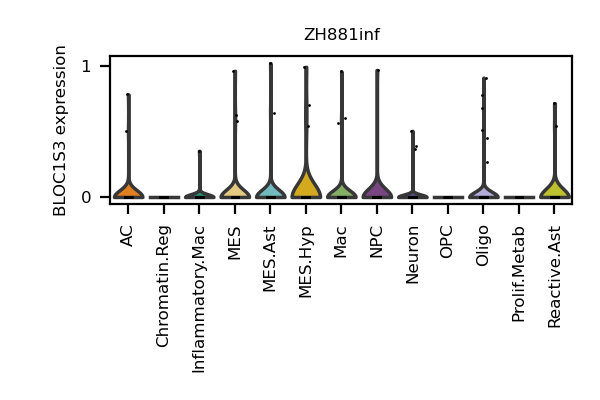 ZH881inf
BLOC1S3 expression
1
0
AC
Chromatin.Reg
Inflammatory.Mac
MES
MES.Ast
MES.Hyp
Mac
NPC
Neuron
OPC
Oligo
Prolif.Metab
Reactive.Ast